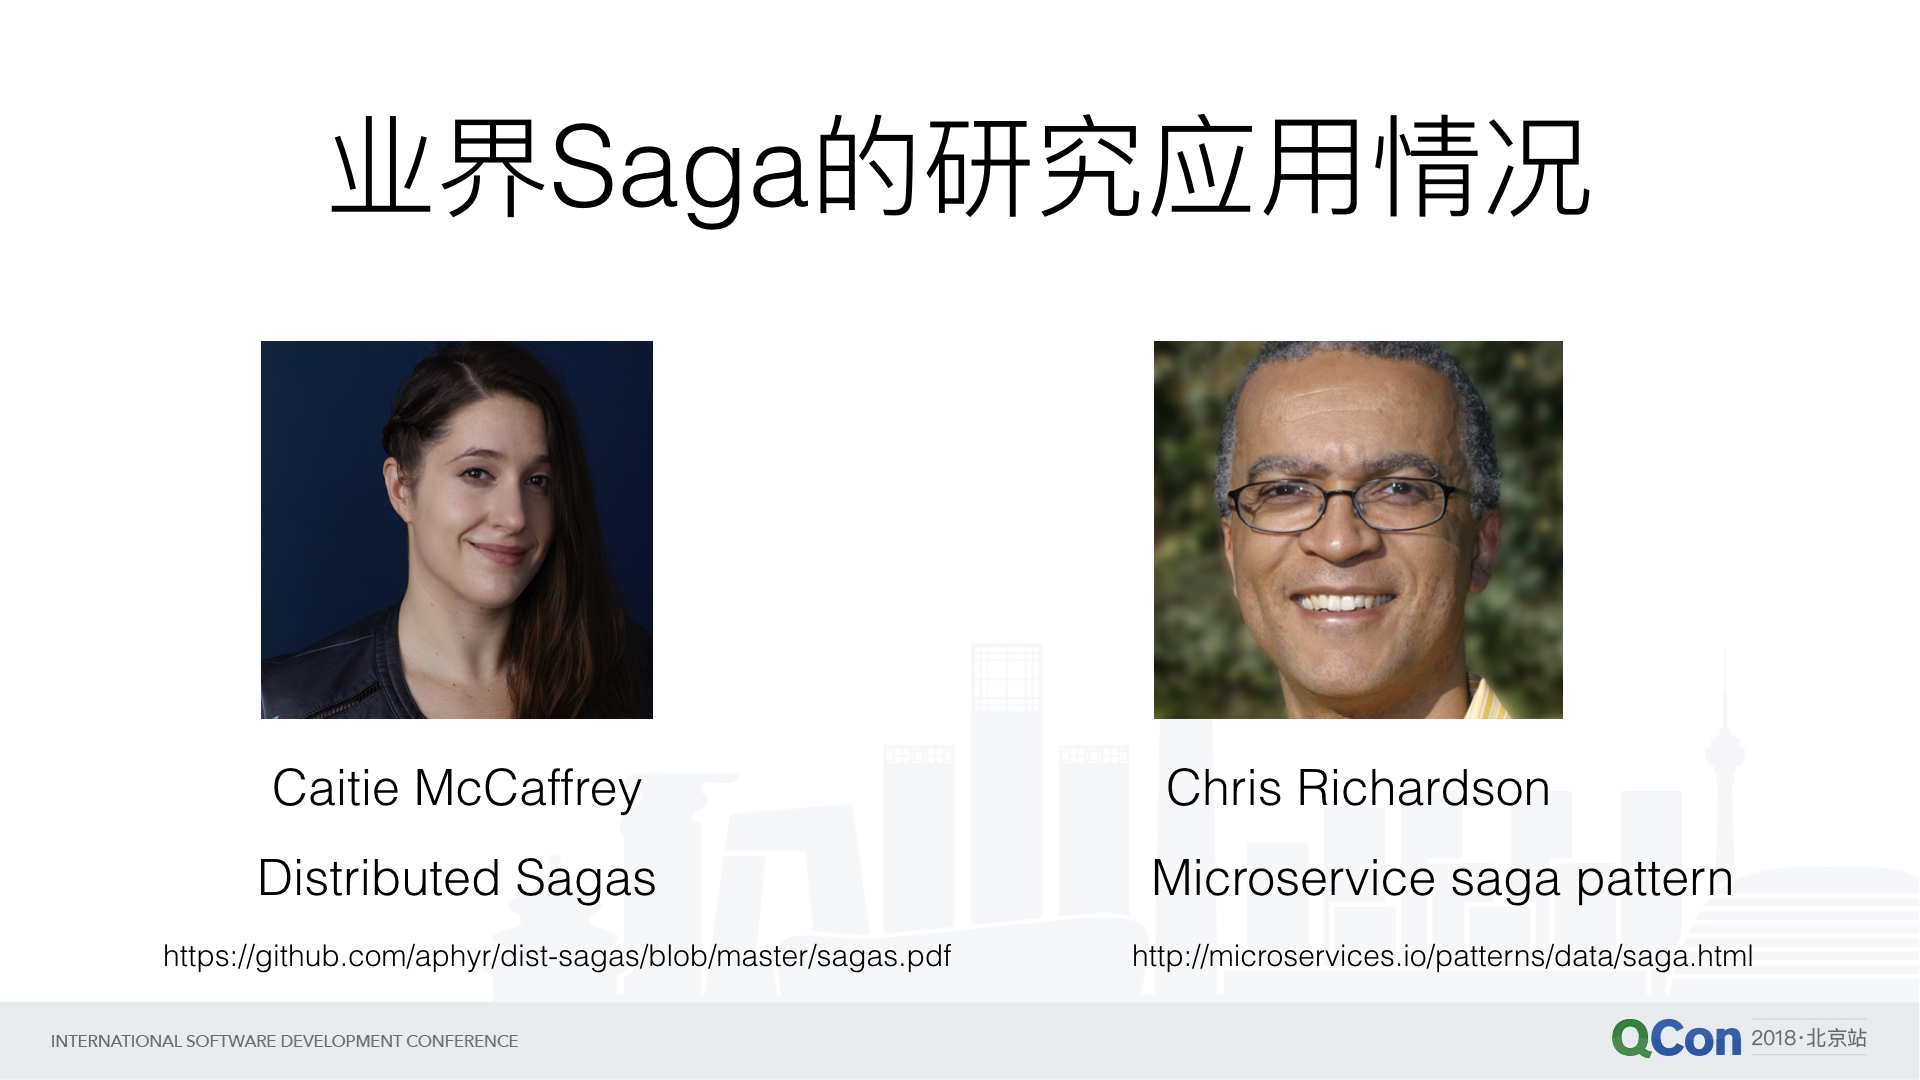 业界Saga的研究应用情况
Caitie McCaffrey
Distributed Sagas
https://github.com/aphyr/dist-sagas/blob/master/sagas.pdf
Chris Richardson
Microservice saga pattern
http://microservices.io/patterns/data/saga.html
INTERNATIONAL SOFTWARE DEVELOPMENT CONFERENCE
QCon 2018·北京站